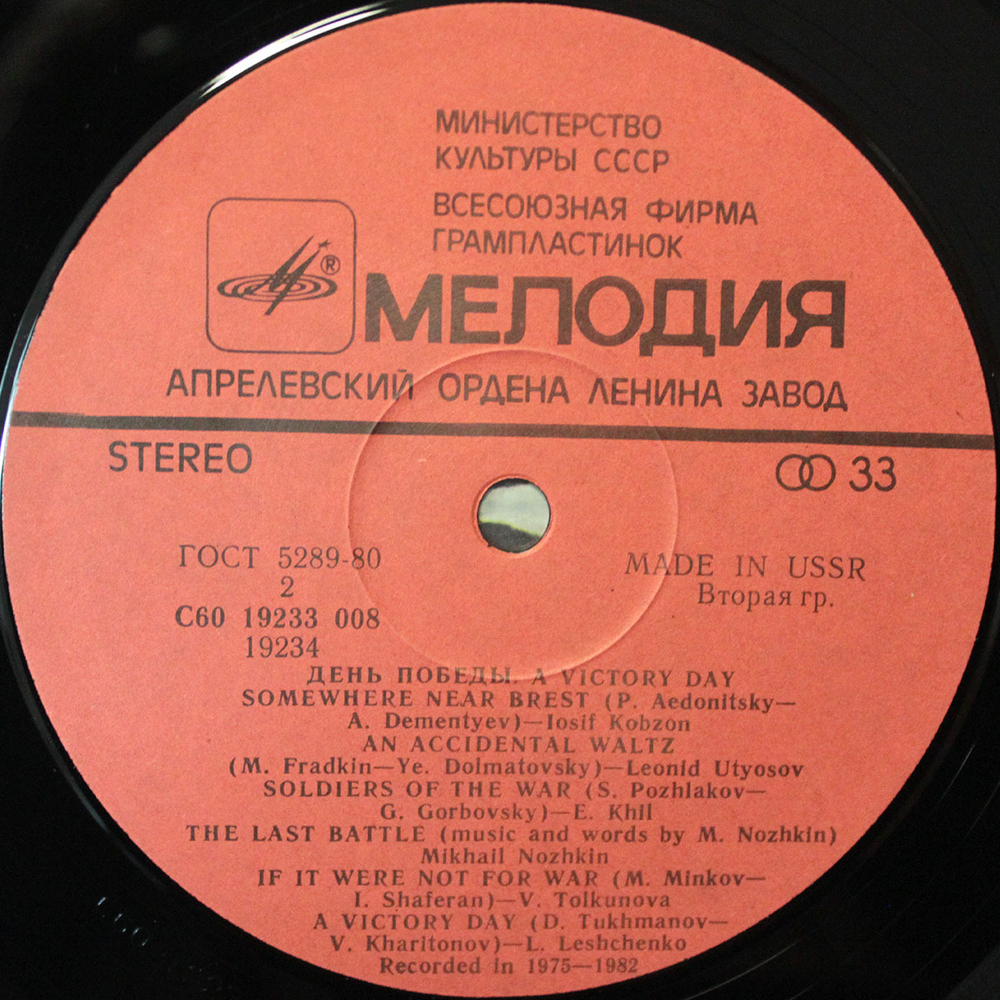 МИНИСТЕРСТВО
КУЛЬТУРЫ СССР
ВСЕСОЮЗНАЯ ФИРМА
ГРАМПЛАСТИНОК
®
МЕЛОДИЯ
АПРЕЛЕВСКИЙ ОРДЕНА ЛЕНИНА ЗАВОД
STEREO
33
ГОСТ 5289-80
2
С60 19233 008
19234
MADE IN USSR
Вторая гр.
ДЕНЬ ПОБЕДЫ. A VICTORY DAY
SOMEWHERE NEAR BREST (P. Aedonitsky—
A. Dementyev)—Iosif Kobzon
AN ACCIDENTAL WALTZ
(M. Fradkin—Ye. Dolmatovsky)—Leonid Utyosov
SOLDIERS OF THE WAR (S. Pozhlakov—
G. Gorbovsky)—E. Khil
THE LAST BATTLE (music and words by M. Nozhkin)
Mikhail Nozhkin
IF IT WERE NOT FOR WAR (M. Minkov—
I. Shaferan)—V. Tolkunova
A VICTORY DAY (D. Tukhmanov—
V. Kharitonov)—L. Leshchenko
Recorded in 1975—1982